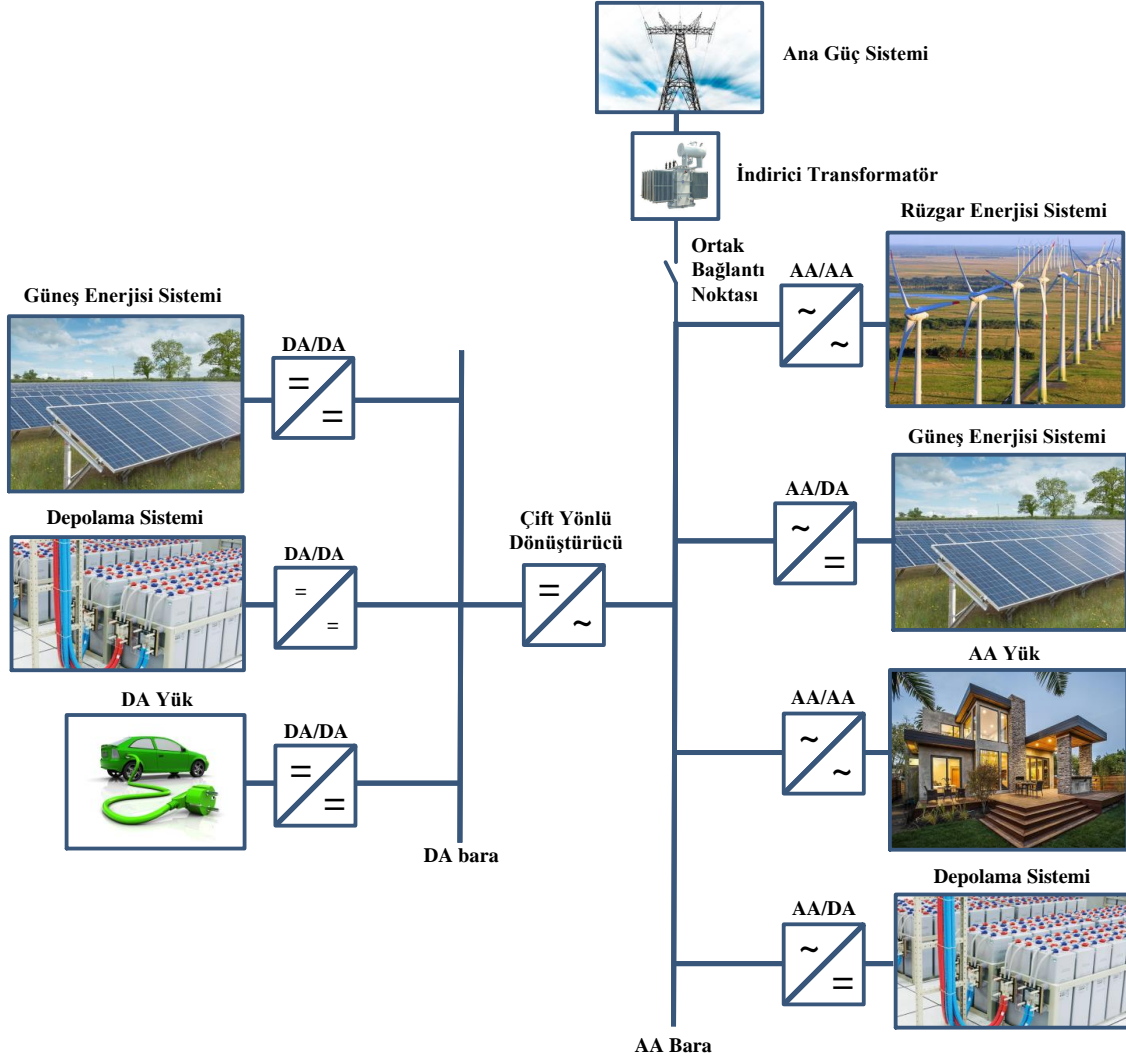 Ana Güç Sistemi
İndirici Transformatör
Ortak
Bağlantı
Noktası
Rüzgar Enerjisi Sistemi
AA/AA
~
~
Güneş Enerjisi Sistemi
DA/DA
=
=
Güneş Enerjisi Sistemi
AA/DA
~
=
Depolama Sistemi
DA/DA
=
=
Çift Yönlü
Dönüştürücü
=
~
AA Yük
AA/AA
~
~
DA Yük
DA/DA
=
=
DA bara
Depolama Sistemi
AA/DA
~
=
AA Bara